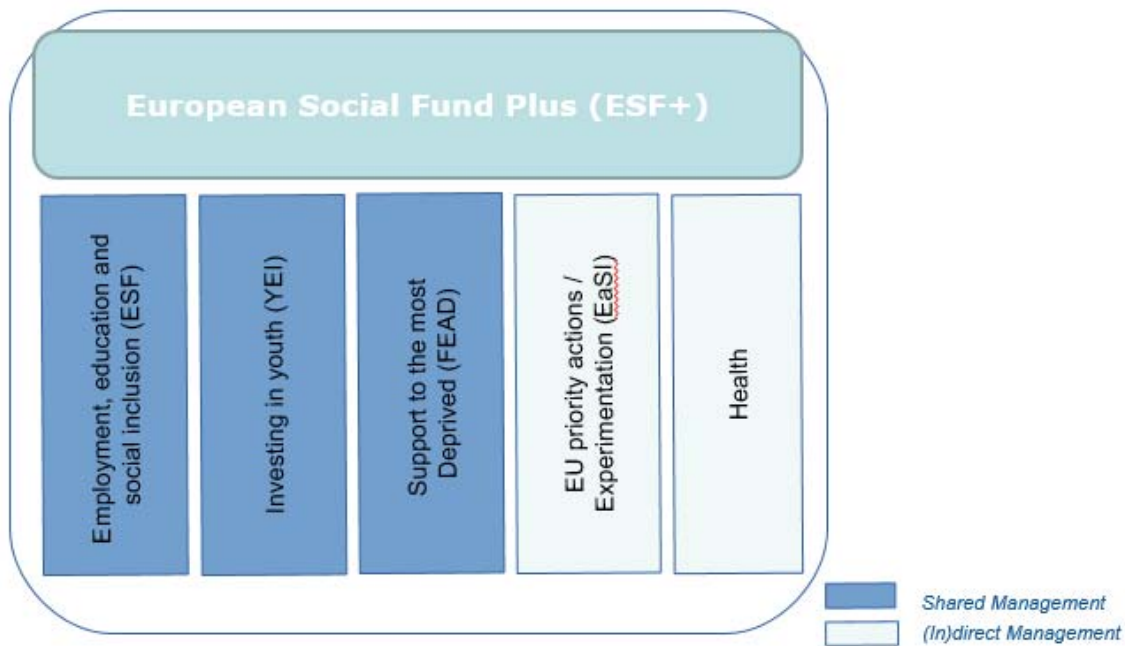 European Social Fund Plus (ESF+)
Employment, education and
social inclusion (ESF)
Investing in youth (YEI)
Support to the most
Deprived (FEAD)
EU priority actions /
Experimentation (EaSI)
Health
Shared Management
(In)direct Management